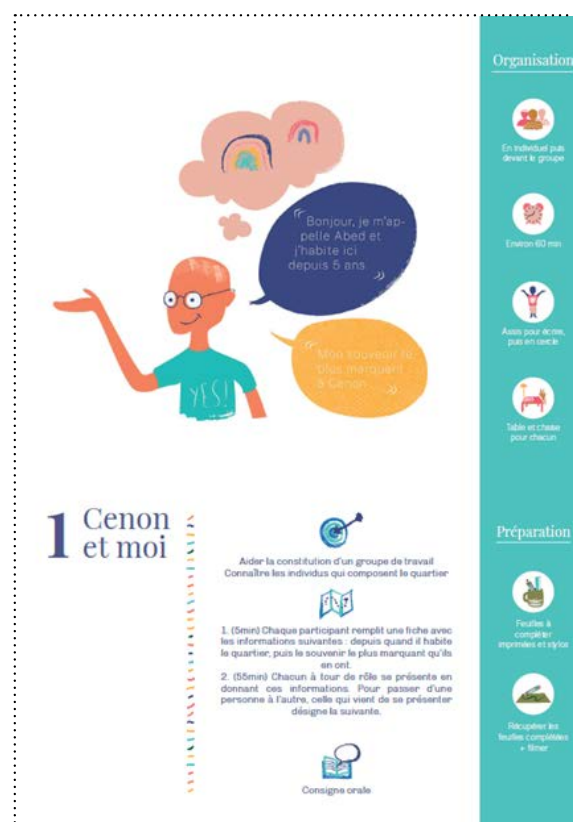 “Bonjour, je m'ap-
pelle Abed et
j'habite ici
depuis 5 ans
”
“Mon souvenir le
plus marquant
à Cenon
”
YES!
1 Cenon
et moi
Aider la constitution d'un groupe de travail
Connaître les individus qui composent le quartier
1. (5min) Chaque participant remplit une fiche avec
les informations suivantes : depuis quand il habite
le quartier, puis le souvenir le plus marquant qu'ils
en ont.
2. (55min) Chacun à tour de rôle se présente en
donnant ces informations. Pour passer d'une
personne à l'autre, celle qui vient de se présenter
désigne la suivante.
Consigne orale
Organisation
En individuel puis
devant le groupe
Environ 60 min
Assis pour écrire,
puis en cercle
Table et chaise
pour chacun
Préparation
Feuilles à
compléter
imprimées et stylos
Récupérer les
feuilles complétées
+ filmer